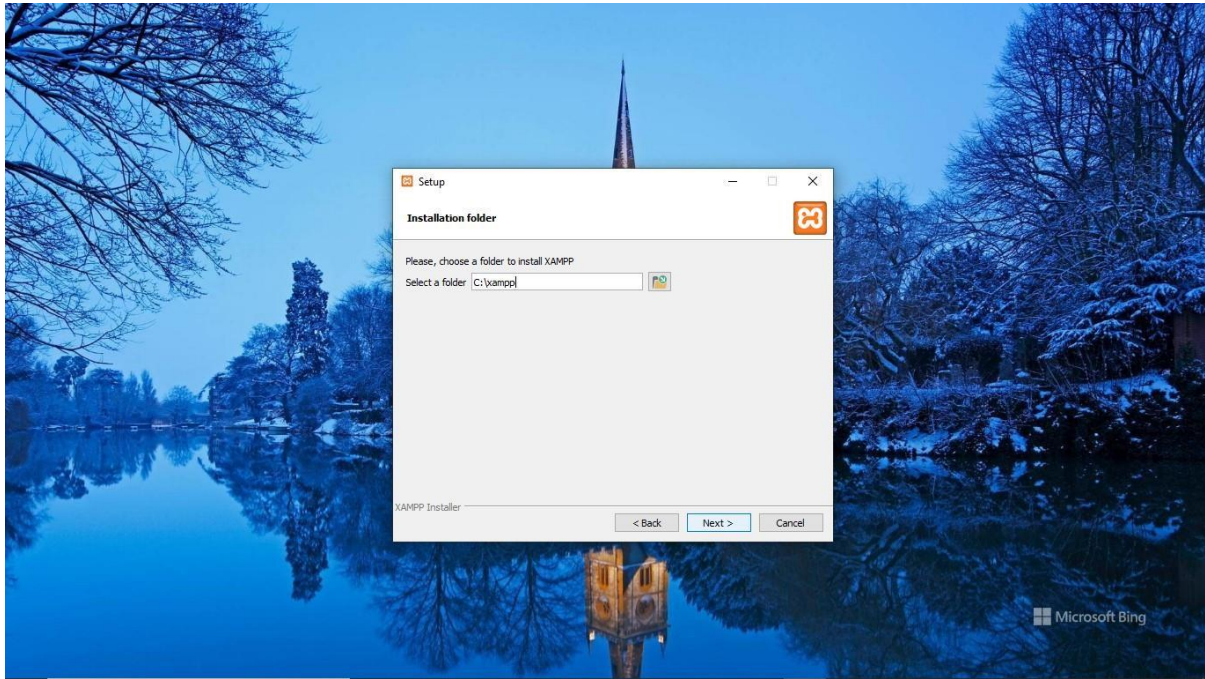 Setup
Installation folder
Please, choose a folder to install XAMPP
Select a folder C:\xampp
XAMPP Installer
< Back Next > Cancel
Microsoft Bing